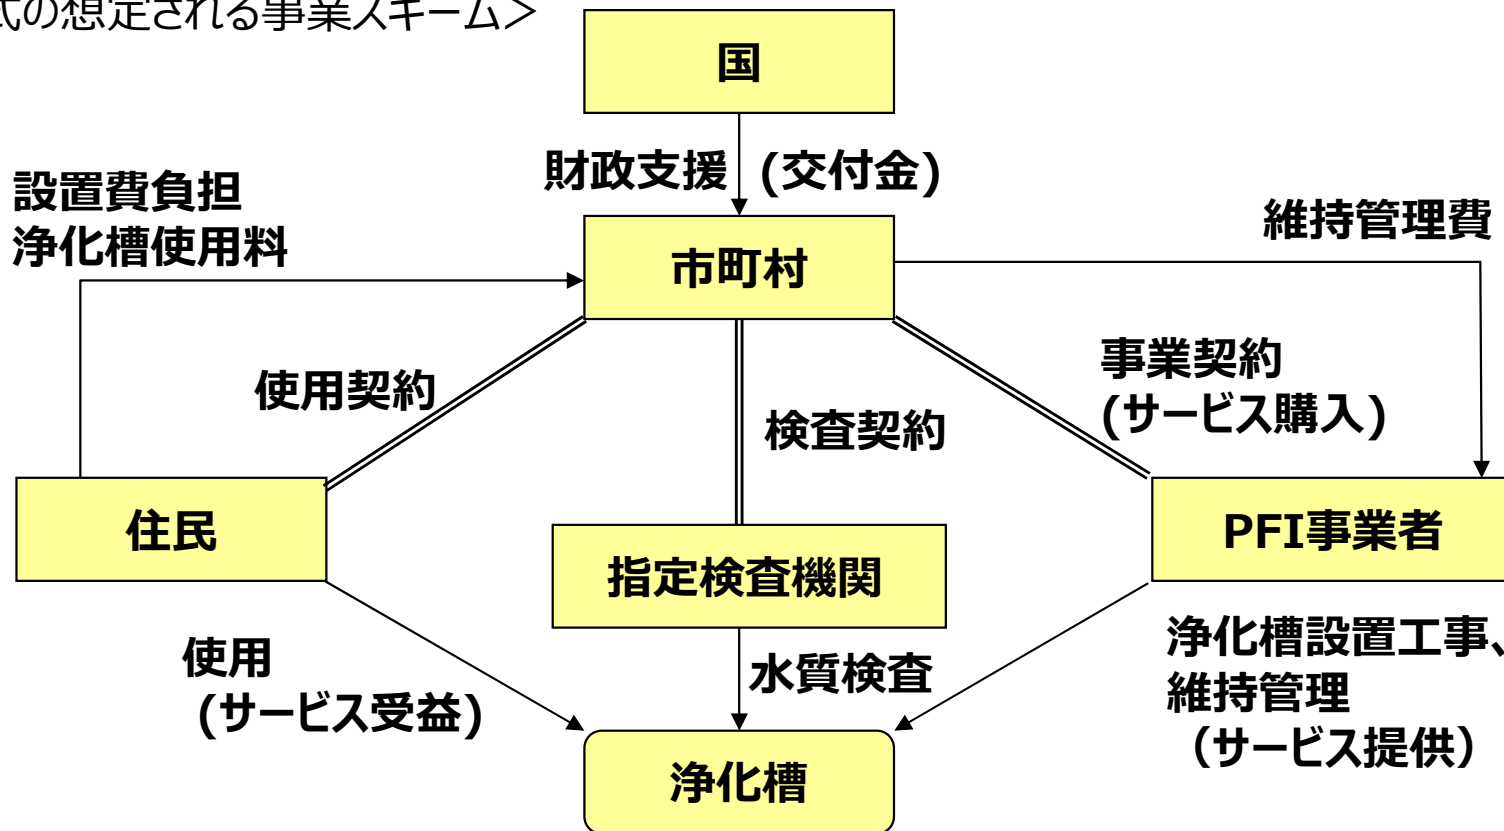 式の想定される事業スキーム＞
国
財政支援 (交付金)
設置費負担
浄化槽使用料
維持管理費
市町村
使用契約
検査契約
事業契約
(サービス購入)
住民
指定検査機関
PFI事業者
使用
(サービス受益)
水質検査
浄化槽設置工事、
維持管理
（サービス提供）
浄化槽